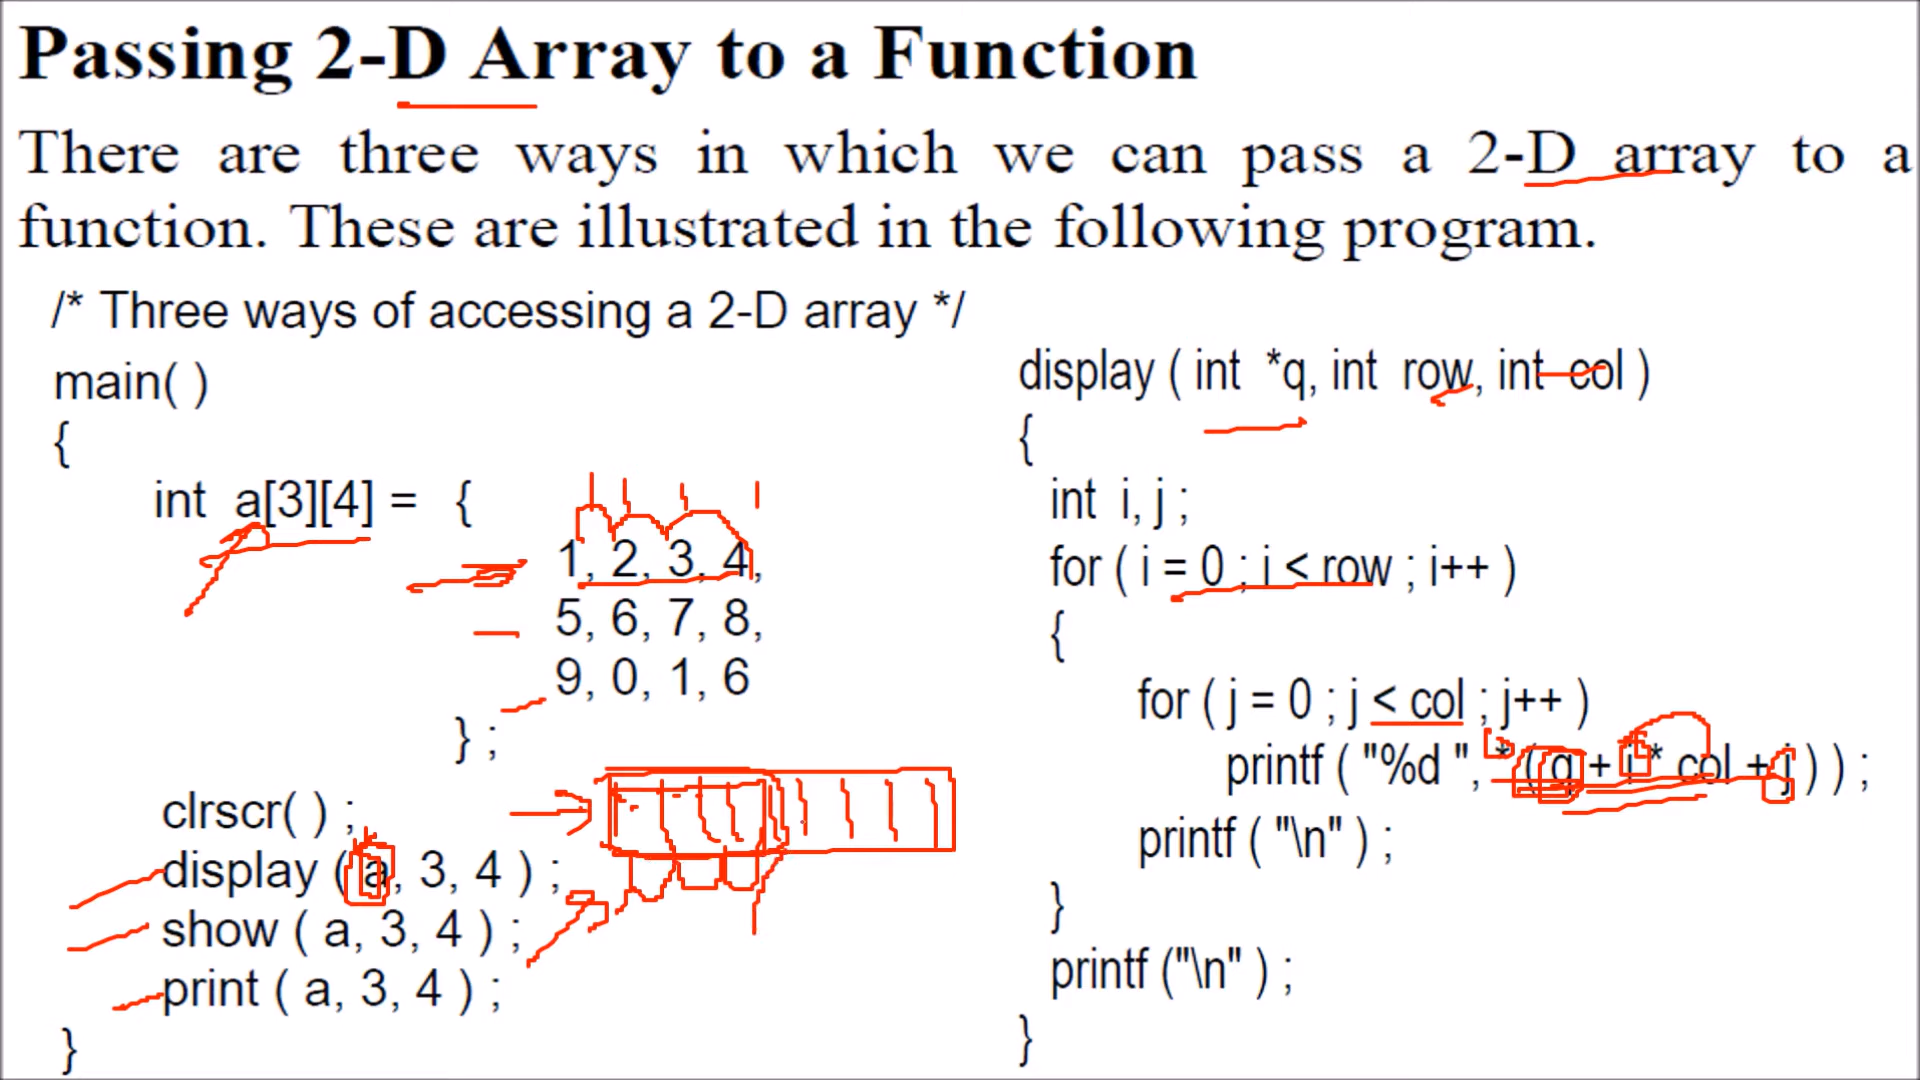 Passing 2-D Array to a Function
There are three ways in which we can pass a 2-D array to a
function. These are illustrated in the following program.
/* Three ways of accessing a 2-D array */
main( )
{
int a[3][4] = {
1, 2, 3, 4,
5, 6, 7, 8,
9, 0, 1, 6
} ;
clrscr( ) ;
display ( a, 3, 4 ) ;
show ( a, 3, 4 ) ;
print ( a, 3, 4 ) ;
}
display ( int *q, int row, int col )
{
int i, j ;
for ( i = 0 ; i < row ; i++ )
{
for ( j = 0 ; j < col ; j++ )
printf ( "%d ", * ( q + i * col + j ) ) ;
printf ( "\n" ) ;
}
printf ("\n" ) ;
}